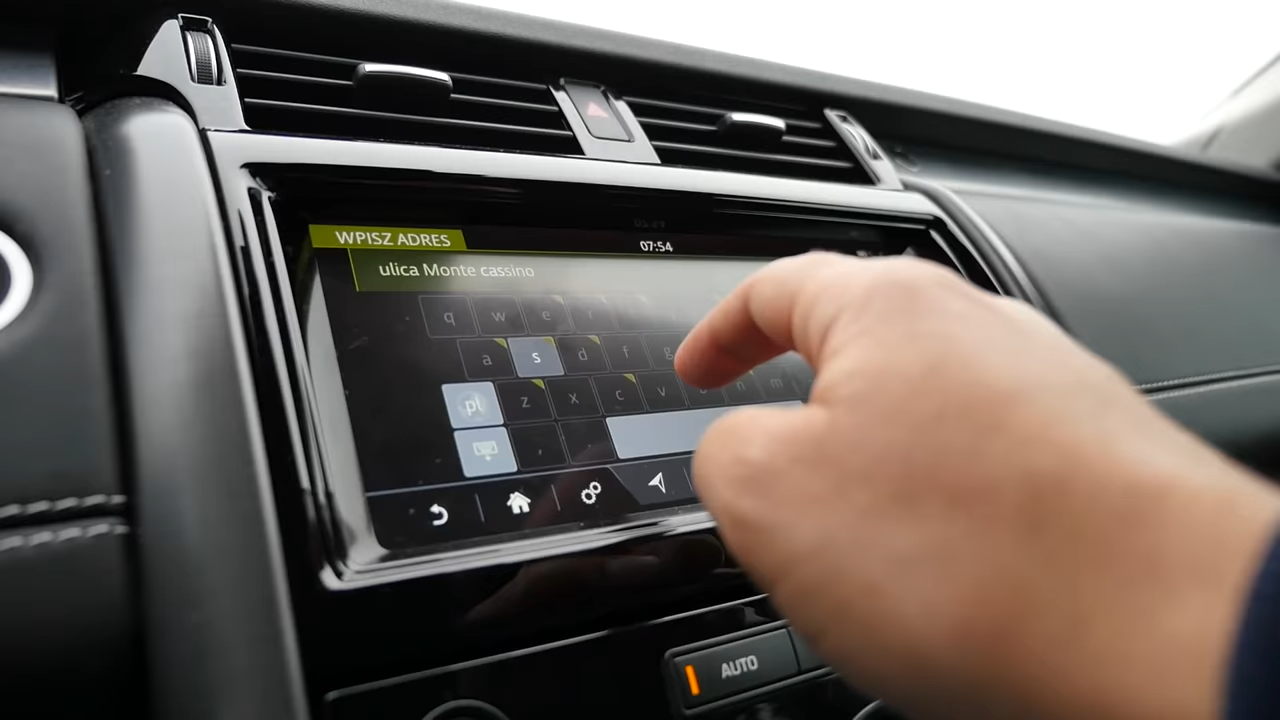 WPISZ ADRES
07:54
ulica Monte cassino
q w e r
a s d f g
pl z x c v b n m
,
AUTO